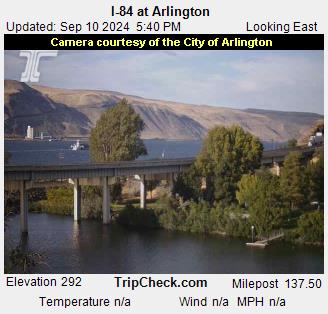 I-84 at Arlington
Updated: Sep 10 2024 5:40 PM Looking East
Camera courtesy of the City of Arlington
Elevation 292 TripCheck.com Milepost 137.50
Temperature n/a Wind n/a MPH n/a